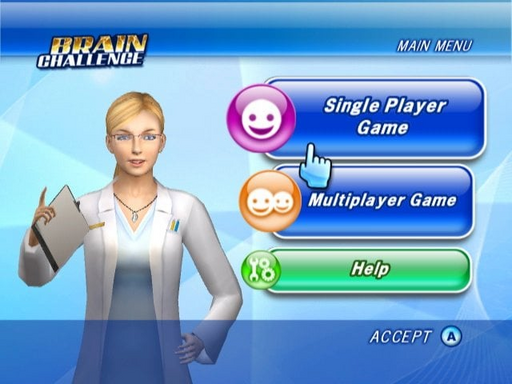 BRAIN
CHALLENGE
MAIN MENU
Single Player
Game
Multiplayer Game
Help
ACCEPT A